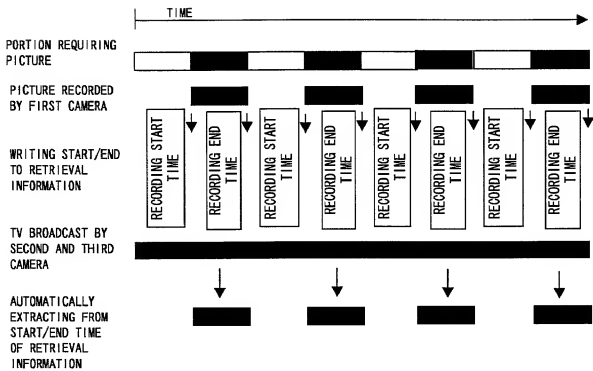 TIME
PORTION REQUIRING
PICTURE
PICTURE RECORDED
BY FIRST CAMERA
WRITING START/END
TO RETRIEVAL
INFORMATION
RECORDING START
TIME
RECORDING END
TIME
RECORDING START
TIME
RECORDING END
TIME
RECORDING START
TIME
RECORDING END
TIME
RECORDING START
TIME
RECORDING END
TIME
TV BROADCAST BY
SECOND AND THIRD
CAMERA
AUTOMATICALLY
EXTRACTING FROM
START/END TIME
OF RETRIEVAL
INFORMATION